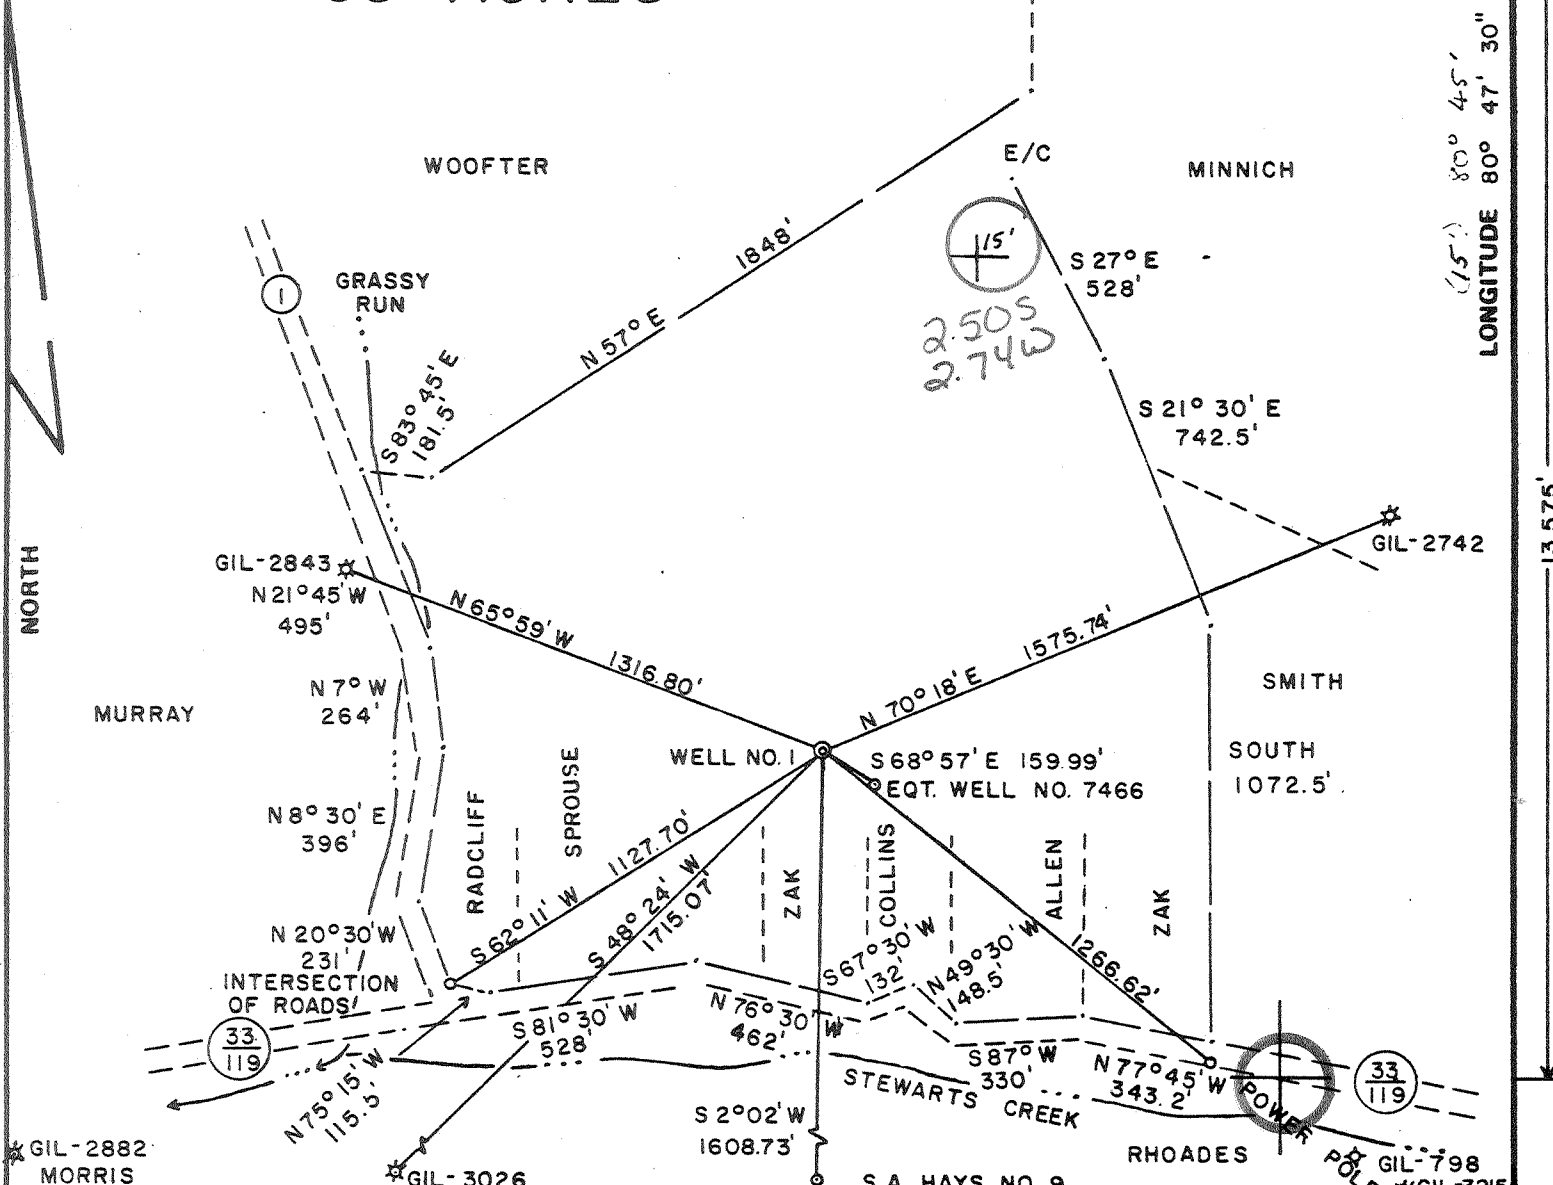 WOOFTER
E/C
MINNICH
(15') 80° 45'
LONGITUDE 80° 47' 30"
1
GRASSY
RUN
1848'
N 57° E
15'
2.50S
2.74W
S 27° E
528'
S 83° 45' E
181.5'
S 21° 30' E
742.5'
13,575'
NORTH
GIL-2843
N 21° 45' W
495'
GIL-2742
N 65° 59' W
1316.80'
N 70° 18' E
1575.74'
MURRAY
N 7° W
264'
SMITH
WELL NO. 1
S 68° 57' E 159.99'
EQT. WELL NO. 7466
SOUTH
1072.5'
N 8° 30' E
396'
RADCLIFF
SPROUSE
ZAK
COLLINS
ALLEN
ZAK
S 62° 11' W
1127.70'
S 48° 24' W
1715.07'
1266.62'
N 20° 30' W
231'
INTERSECTION
OF ROADS
S 67° 30' W
132'
N 49° 30' W
148.5'
33
119
S 81° 30' W
528'
N 76° 30' W
462'
S 87° W
330'
N 77° 45' W
343.2'
33
119
N 75° 15' W
115.5'
STEWARTS CREEK
POWER
S 2° 02' W
1608.73'
RHOADES
GIL-2882
MORRIS
GIL-3026
S.A. HAYS NO. 9
GIL-798